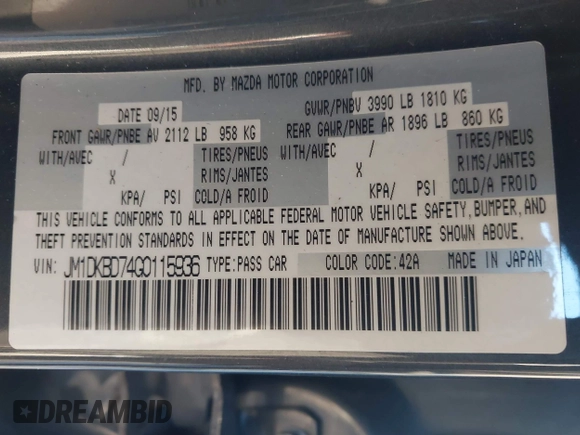 MFD. BY MAZDA MOTOR CORPORATION
DATE 09/15 GVWR/PNBV 3990 LB 1810 KG
FRONT GAWR/PNBE AV 2112 LB 958 KG REAR GAWR/PNBE AR 1896 LB 860 KG
WITH/AVEC / TIRES/PNEUS WITH/AVEC / TIRES/PNEUS
X RIMS/JANTES X RIMS/JANTES
KPA/ PSI COLD/A FROID KPA/ PSI COLD/A FROID
THIS VEHICLE CONFORMS TO ALL APPLICABLE FEDERAL MOTOR VEHICLE SAFETY, BUMPER, AND
THEFT PREVENTION STANDARDS IN EFFECT ON THE DATE OF MANUFACTURE SHOWN ABOVE.
VIN: JM1DKBD74G0115936 TYPE:PASS CAR COLOR CODE:42A MADE IN JAPAN
DREAMBID